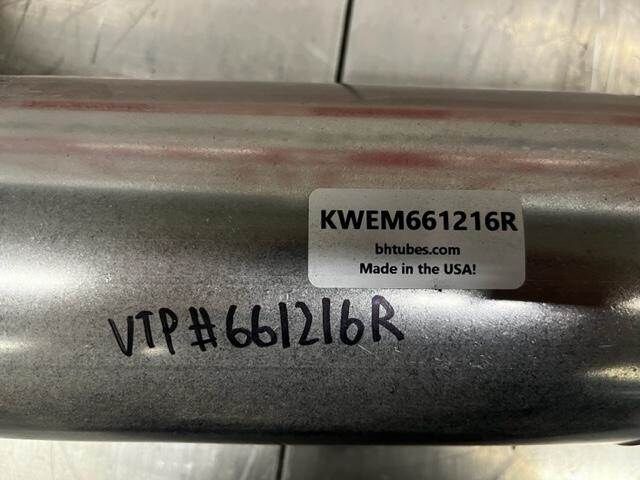 KWEM661216R
bhtubes.com
Made in the USA!
VTP#661216R